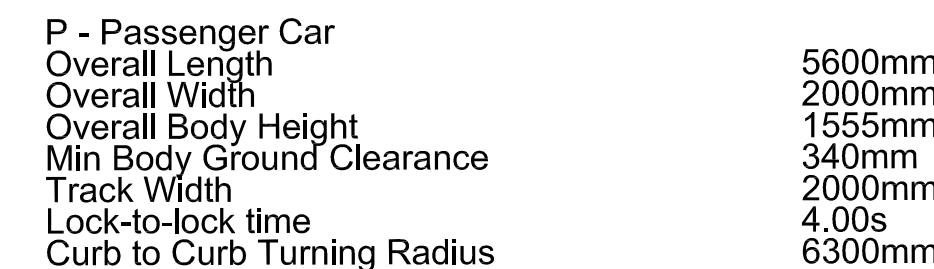 P - Passenger Car
Overall Length 5600mm
Overall Width 2000mm
Overall Body Height 1555mm
Min Body Ground Clearance 340mm
Track Width 2000mm
Lock-to-lock time 4.00s
Curb to Curb Turning Radius 6300mm